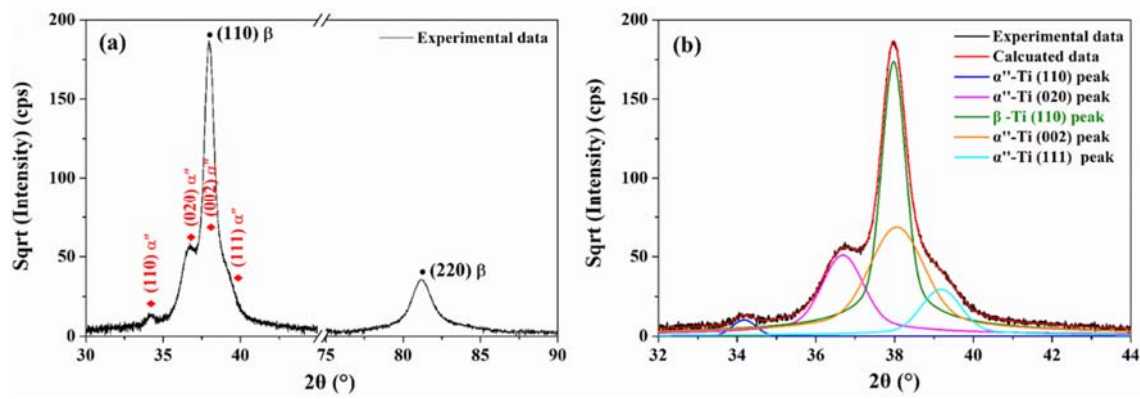 (a)
(110) β
Experimental data
(110) α"
(020) α"
(002) α"
(111) α"
(220) β
200
150
100
50
0
30
35
40
75
80
85
90
Sqrt (Intensity) (cps)
2θ (°)
(b)
Experimental data
Calcuated data
α"-Ti (110) peak
α"-Ti (020) peak
β -Ti (110) peak
α"-Ti (002) peak
α"-Ti (111) peak
200
150
100
50
0
32
34
36
38
40
42
44
Sqrt (Intensity) (cps)
2θ (°)